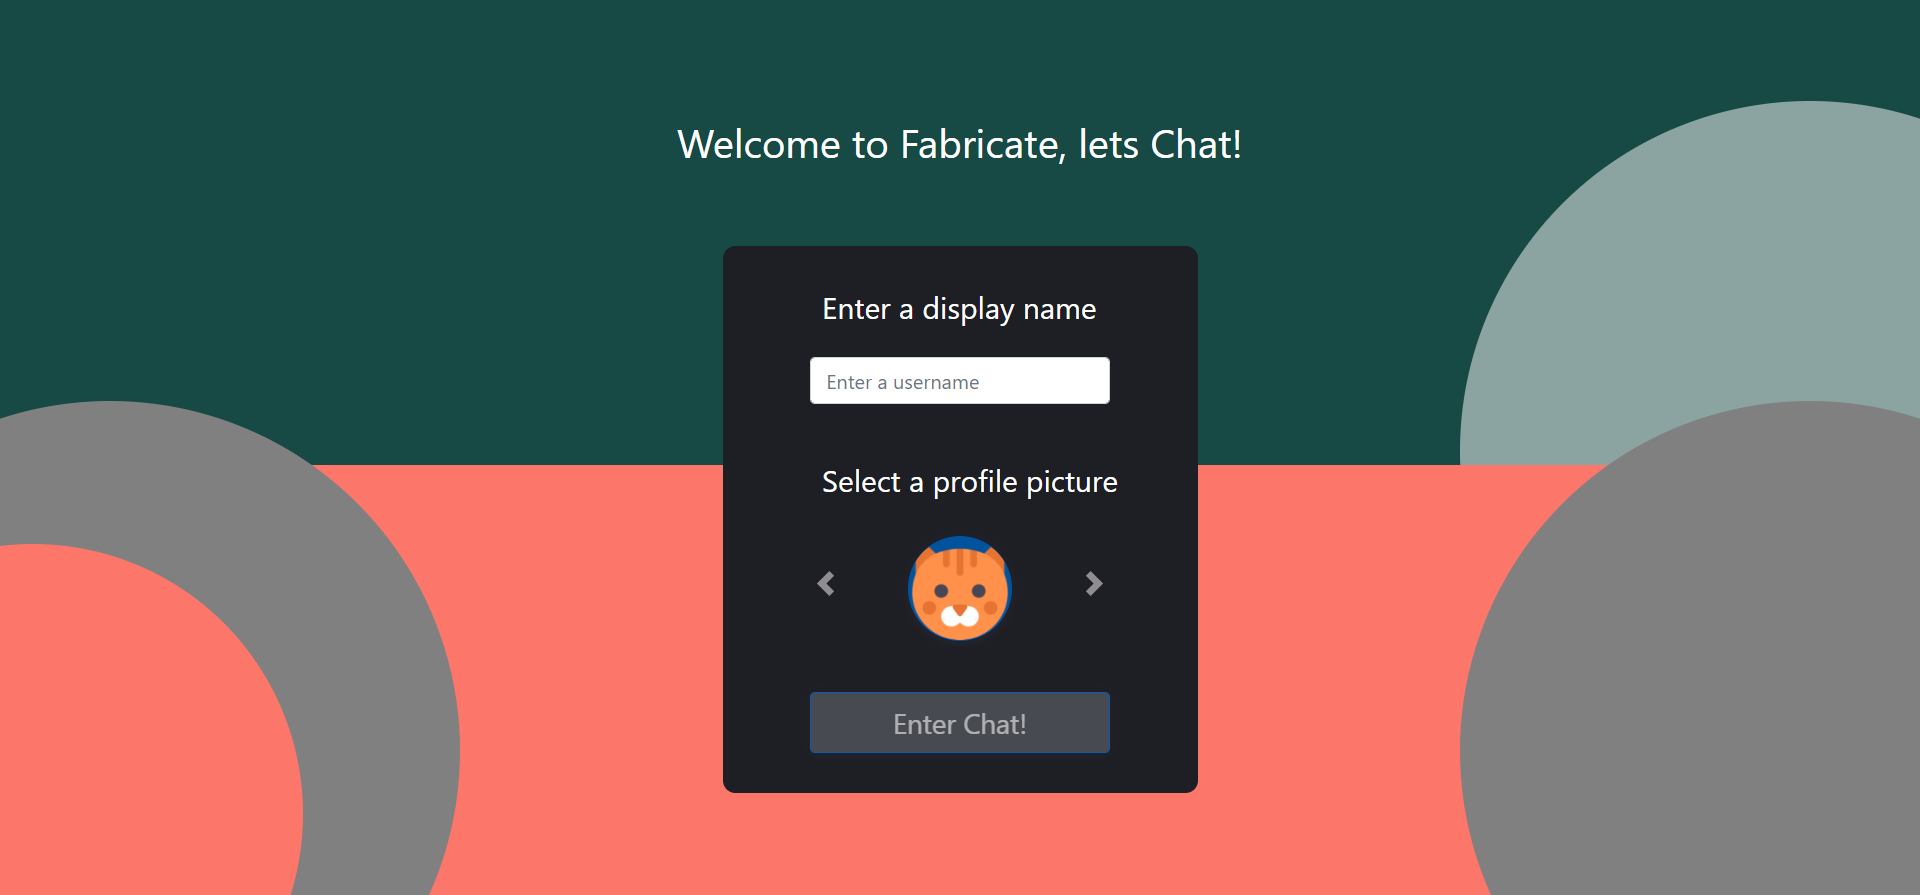 Welcome to Fabricate, lets Chat!
Enter a display name
Enter a username
Select a profile picture
Enter Chat!